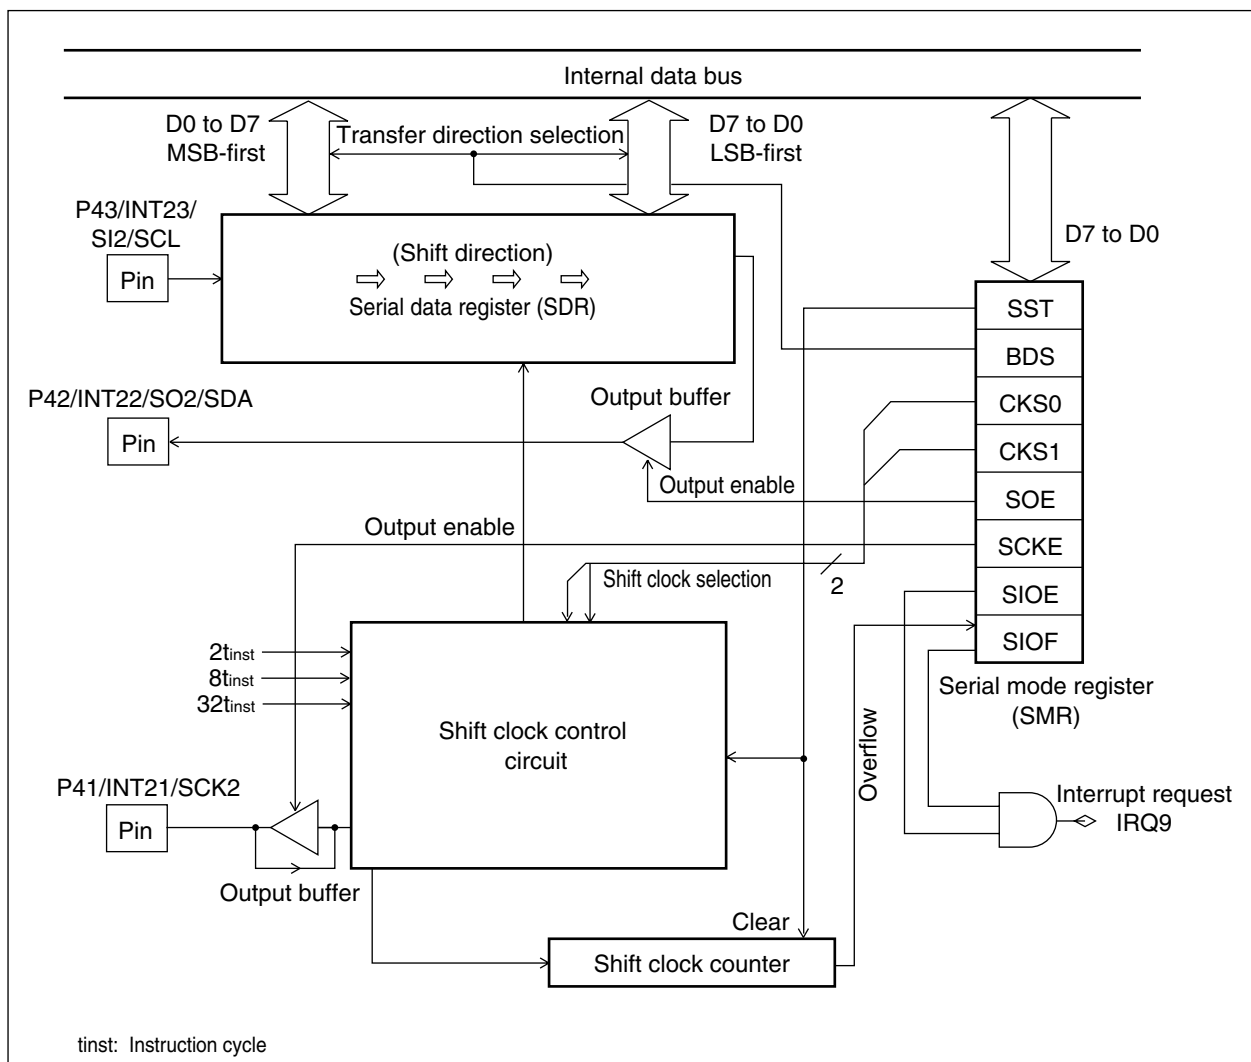 Internal data bus
D0 to D7
MSB-first
Transfer direction selection
D7 to D0
LSB-first
D7 to D0
P43/INT23/
SI2/SCL
Pin
(Shift direction)
Serial data register (SDR)
P42/INT22/SO2/SDA
Pin
Output buffer
Output enable
Output enable
Shift clock selection
2
SST
BDS
CKS0
CKS1
SOE
SCKE
SIOE
SIOF
Serial mode register
(SMR)
2tinst
8tinst
32tinst
Shift clock control
circuit
P41/INT21/SCK2
Pin
Output buffer
Overflow
Interrupt request
IRQ9
Clear
Shift clock counter
tinst: Instruction cycle